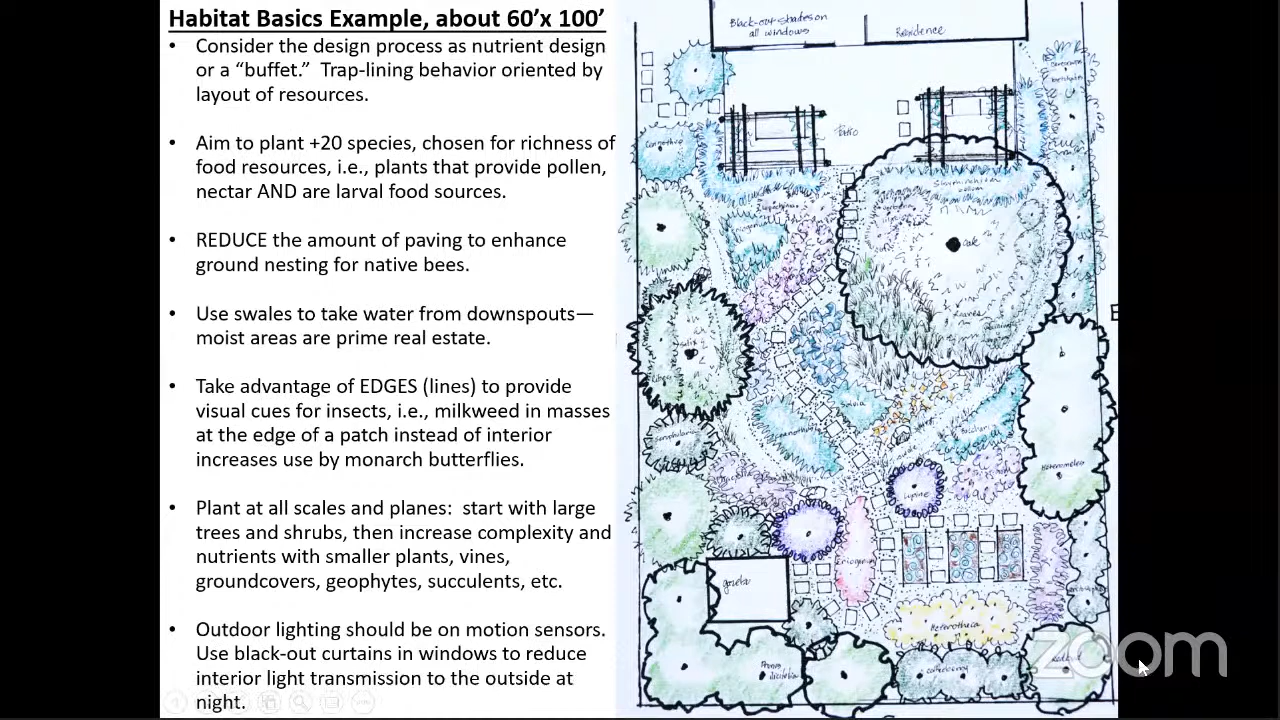 Habitat Basics Example, about 60’x 100’
• Consider the design process as nutrient design
or a “buffet.” Trap-lining behavior oriented by
layout of resources.
• Aim to plant +20 species, chosen for richness of
food resources, i.e., plants that provide pollen,
nectar AND are larval food sources.
• REDUCE the amount of paving to enhance
ground nesting for native bees.
• Use swales to take water from downspouts—
moist areas are prime real estate.
• Take advantage of EDGES (lines) to provide
visual cues for insects, i.e., milkweed in masses
at the edge of a patch instead of interior
increases use by monarch butterflies.
• Plant at all scales and planes: start with large
trees and shrubs, then increase complexity and
nutrients with smaller plants, vines,
groundcovers, geophytes, succulents, etc.
• Outdoor lighting should be on motion sensors.
Use black-out curtains in windows to reduce
interior light transmission to the outside at
night.
Black-out shades on
all windows
Residence
Patio
Oak
Leaves
Salvia
Lupine
Heteromeles
Eriogonum
Heterotheca
coffeeberry
Prunus
ilicifolia
zoom